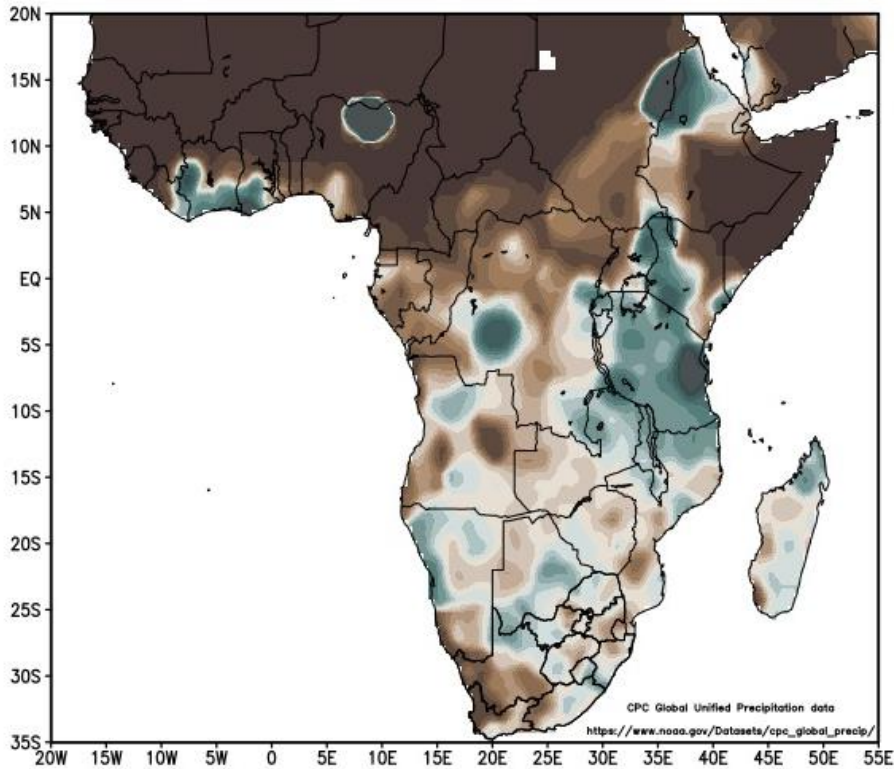 20N
15N
10N
5N
EQ
5S
10S
15S
20S
25S
30S
35S
20W 15W 10W 5W 0 5E 10E 15E 20E 25E 30E 35E 40E 45E 50E 55E
CPC Global Unified Precipitation data
https://www.noaa.gov/Datasets/cpc_global_precip/